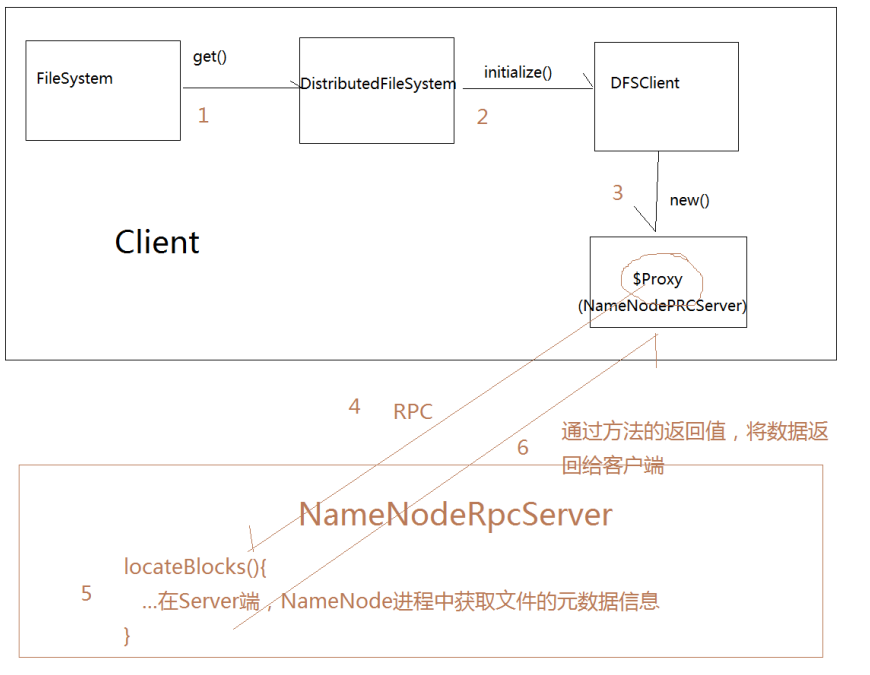 get()
FileSystem
DistributedFileSystem
initialize()
DFSClient
1
2
3
new()
Client
$Proxy
(NameNodePRCServer)
4
RPC
6
通过方法的返回值，将数据返
回给客户端
NameNodeRpcServer
locateBlocks(){
5
...在Server端，NameNode进程中获取文件的元数据信息
}